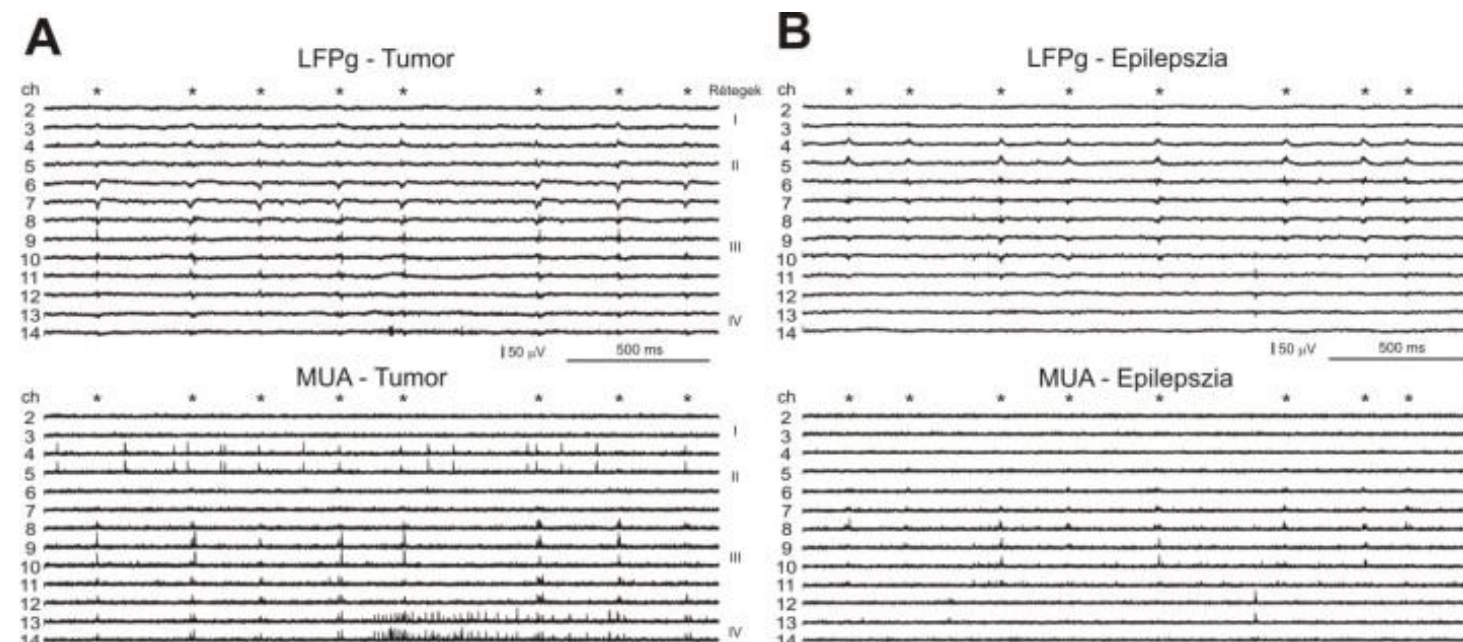 A
LFPg - Tumor
ch * * * * * * * * Rétegek
2
I
3
4
5 II
6
7
8
9 III
10
11
12
13 IV
14
50 µV 500 ms
MUA - Tumor
ch * * * * * * * *
2
3 I
4
5 II
6
7
8
9
10 III
11
12
13
14 IV
B
LFPg - Epilepszia
ch * * * * * * * *
2
3
4
5
6
7
8
9
10
11
12
13
14
50 µV 500 ms
MUA - Epilepszia
ch * * * * * * * *
2
3
4
5
6
7
8
9
10
11
12
13
14